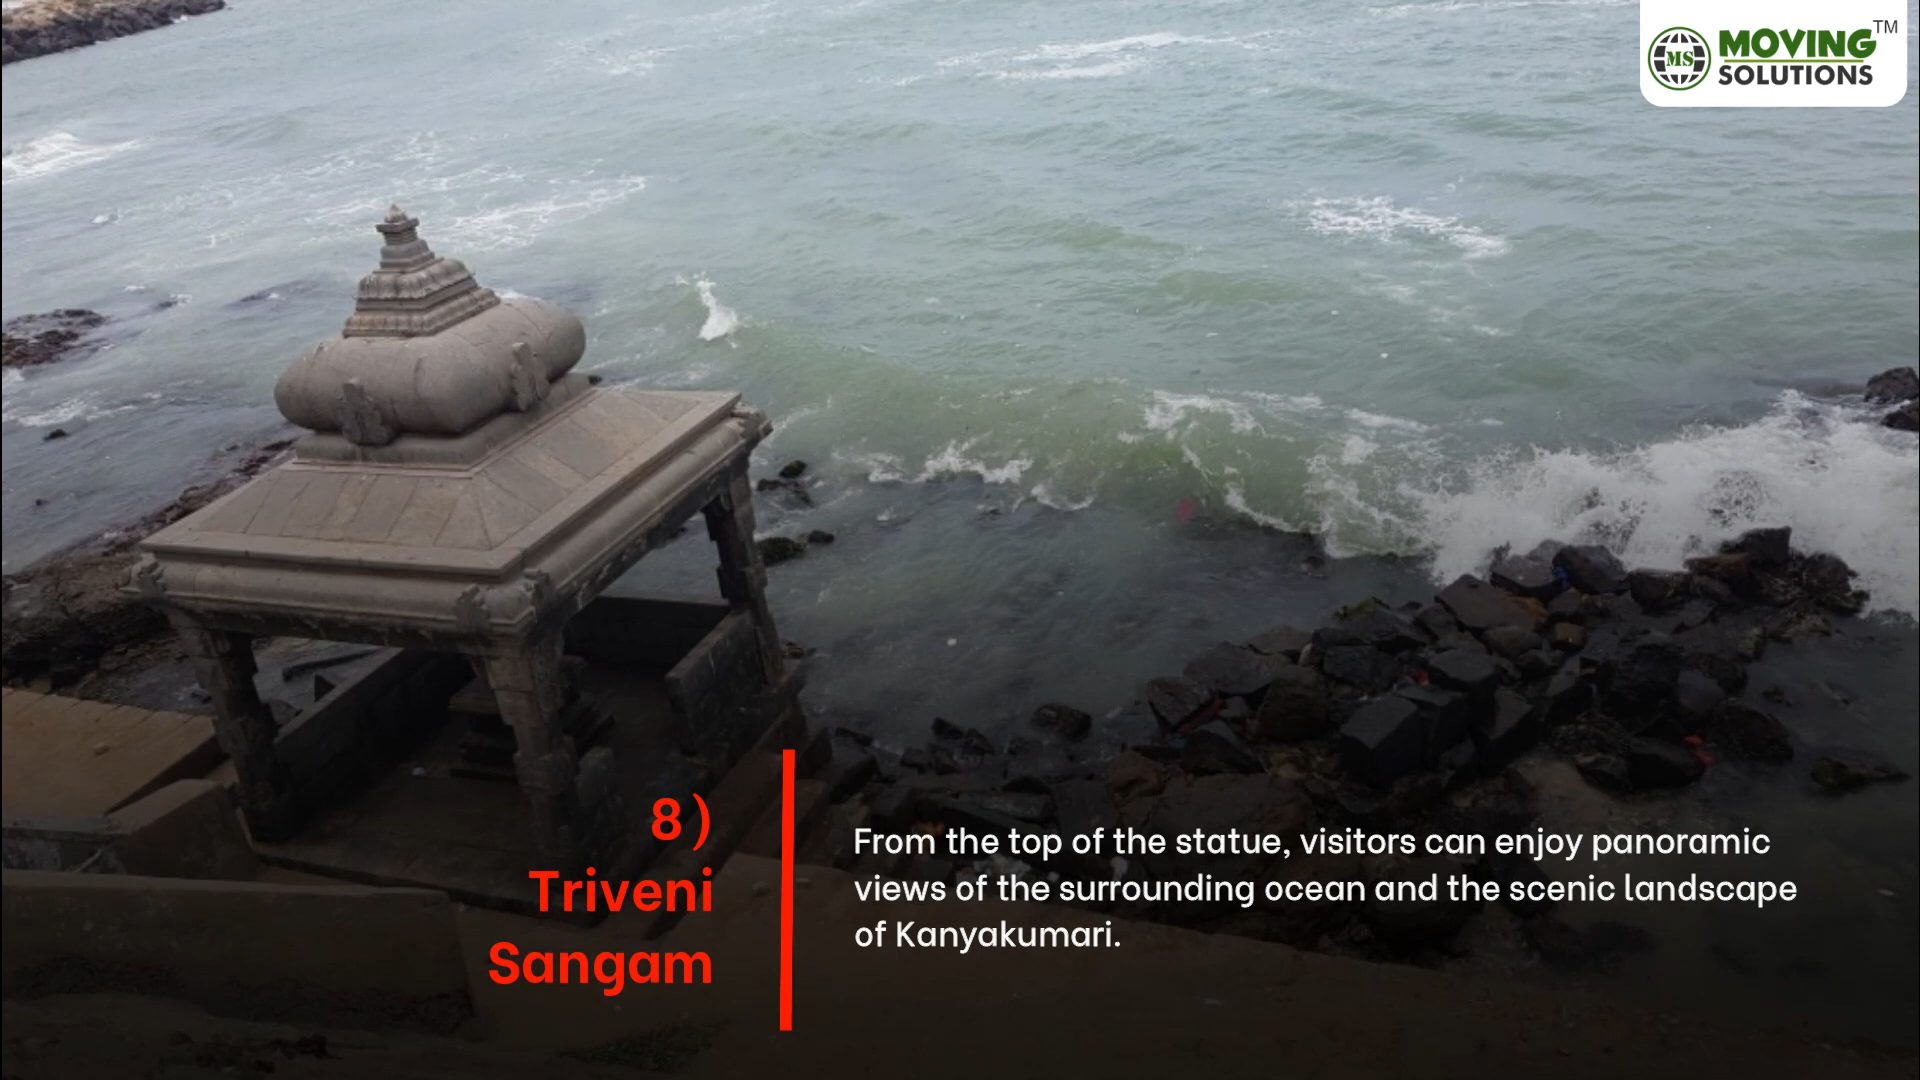 MS
MOVING
SOLUTIONS
TM
8)
Triveni
Sangam
From the top of the statue, visitors can enjoy panoramic
views of the surrounding ocean and the scenic landscape
of Kanyakumari.